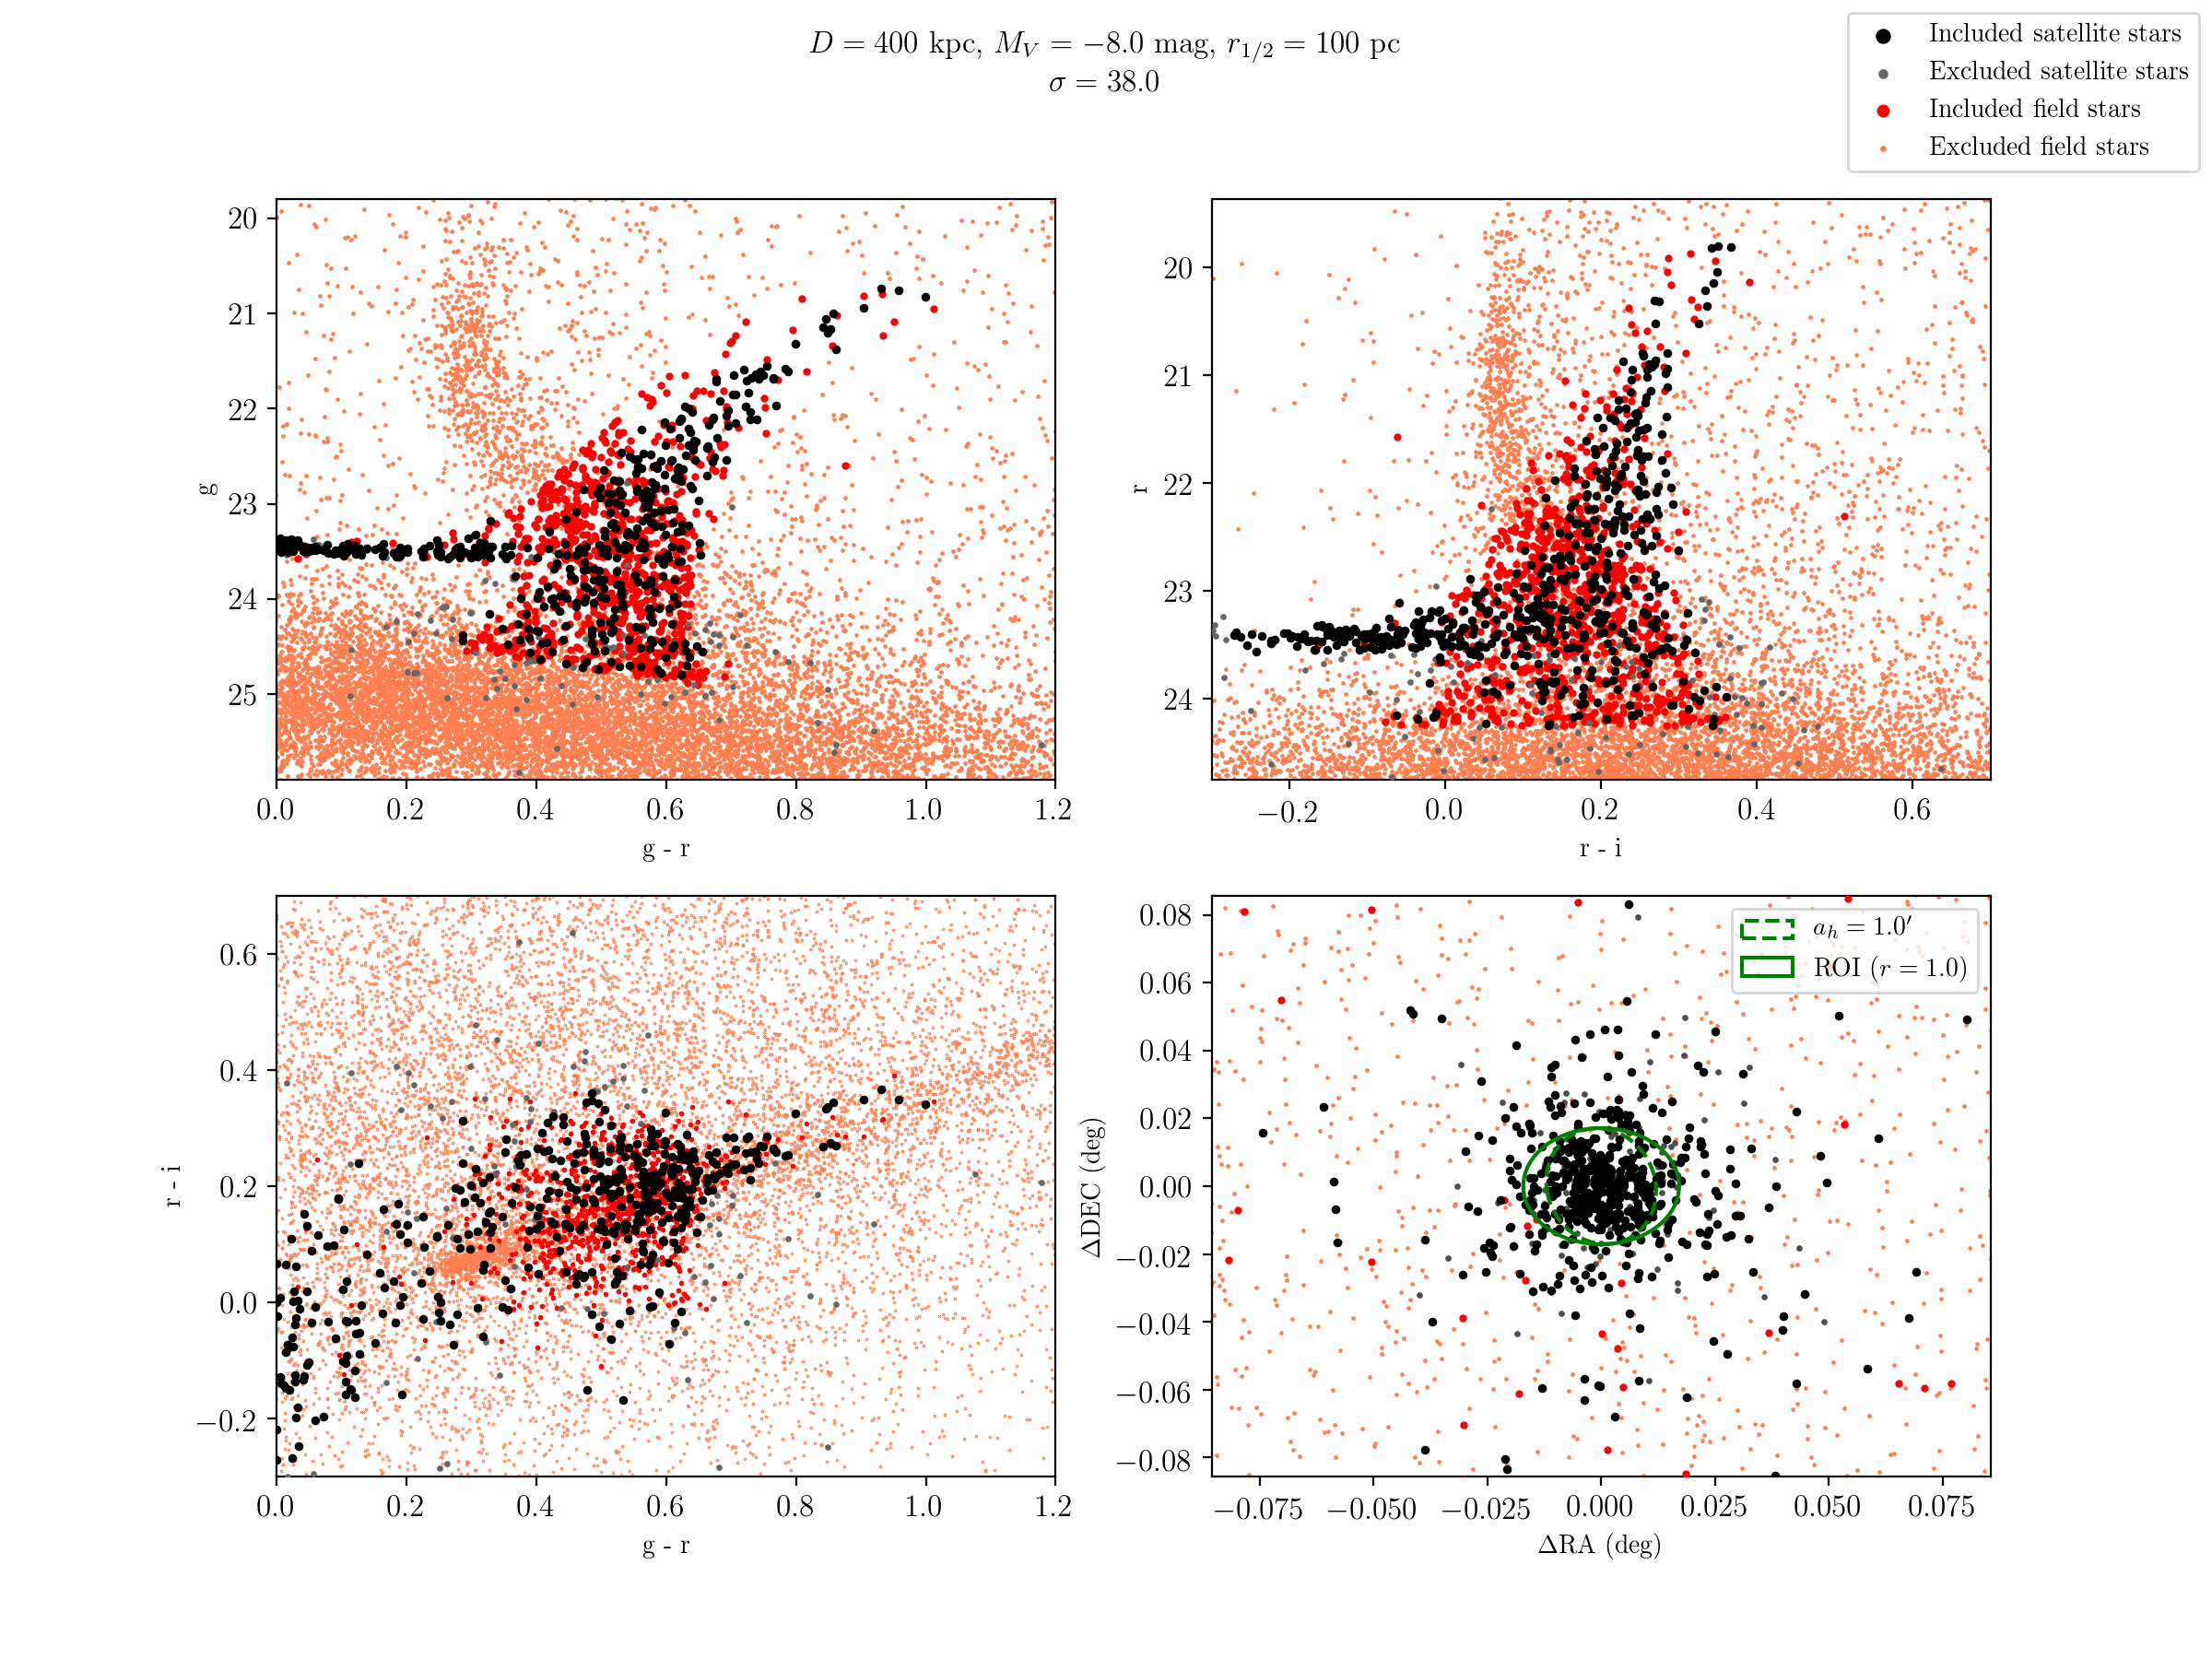 D = 400 kpc, M_V = −8.0 mag, r_{1/2} = 100 pc
σ = 38.0
Included satellite stars
Excluded satellite stars
Included field stars
Excluded field stars
20
21
22
23
24
25
g
0.0 0.2 0.4 0.6 0.8 1.0 1.2
g - r
20
21
22
23
24
r
−0.2 0.0 0.2 0.4 0.6
r - i
0.6
0.4
0.2
0.0
−0.2
r - i
0.0 0.2 0.4 0.6 0.8 1.0 1.2
g - r
a_h = 1.0′
ROI (r = 1.0)
0.08
0.06
0.04
0.02
0.00
−0.02
−0.04
−0.06
−0.08
ΔDEC (deg)
−0.075 −0.050 −0.025 0.000 0.025 0.050 0.075
ΔRA (deg)